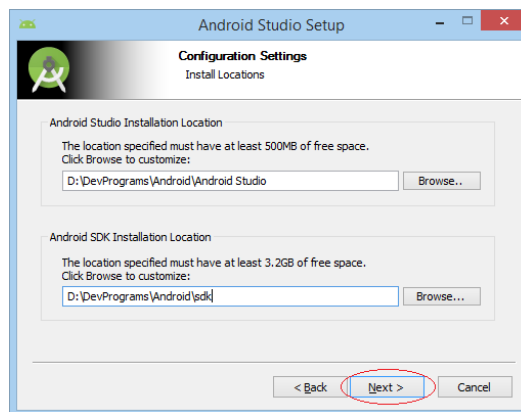 Android Studio Setup
Configuration Settings
Install Locations
Android Studio Installation Location
The location specified must have at least 500MB of free space.
Click Browse to customize:
D:\DevPrograms\Android\Android Studio
Browse..
Android SDK Installation Location
The location specified must have at least 3.2GB of free space.
Click Browse to customize:
D:\DevPrograms\Android\sdk
Browse...
< Back
Next >
Cancel